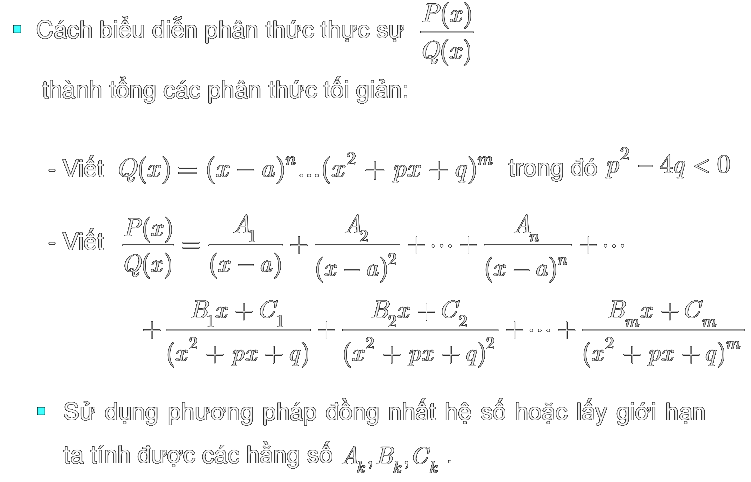 ▪ Cách biểu diễn phân thức thực sự $\frac{P(x)}{Q(x)}$
thành tổng các phân thức tối giản:
- Viết $Q(x) = (x-a)^n ... (x^2 + px + q)^m$ trong đó $p^2 - 4q < 0$
- Viết $\frac{P(x)}{Q(x)} = \frac{A_1}{(x-a)} + \frac{A_2}{(x-a)^2} + \cdots + \frac{A_n}{(x-a)^n} + \cdots$
$+ \frac{B_1x + C_1}{(x^2 + px + q)} + \frac{B_2x + C_2}{(x^2 + px + q)^2} + \cdots + \frac{B_mx + C_m}{(x^2 + px + q)^m}$
▪ Sử dụng phương pháp đồng nhất hệ số hoặc lấy giới hạn
ta tính được các hằng số $A_k, B_k, C_k$ .